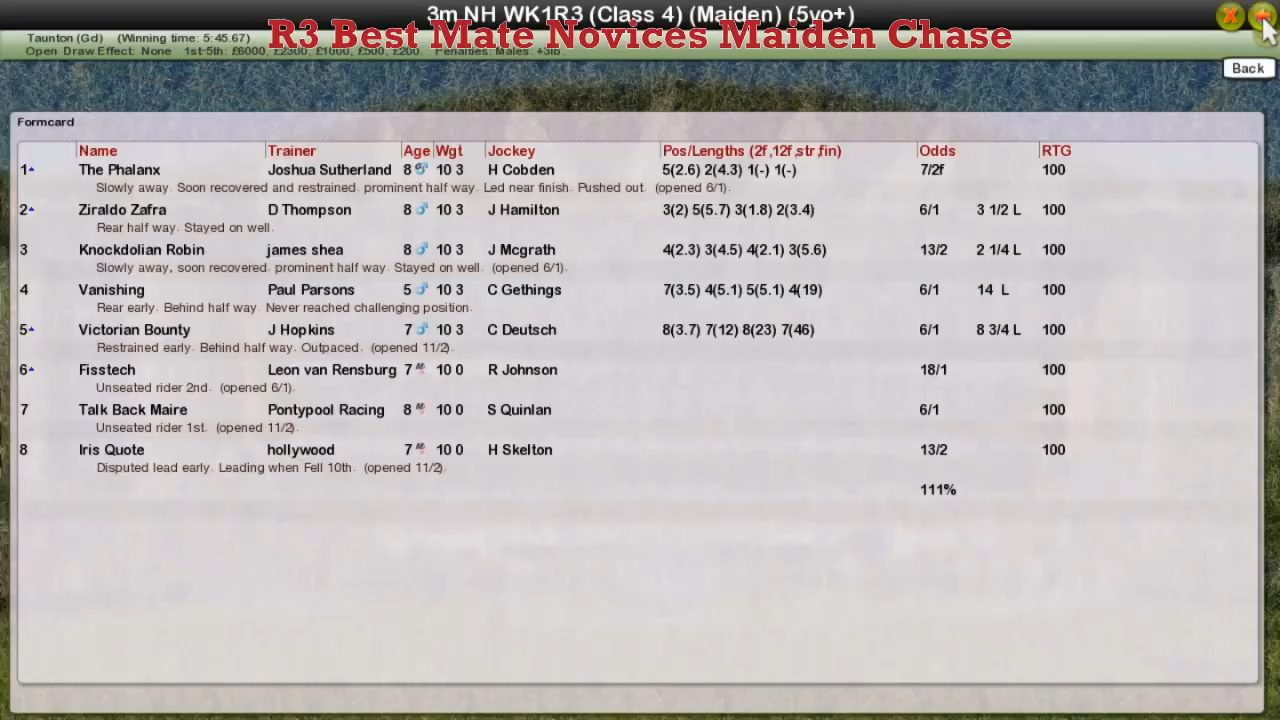 3m NH WK1R3 (Class 4) (Maiden) (5yo+)
R3 Best Mate Novices Maiden Chase
Taunton (Gd) (Winning time: 5:45.67)
Open Draw Effect: None 1st-5th: £6000, £2300, £1000, £500, £200. Penalties: Males: +3lb
Back
Formcard
Name Trainer Age Wgt Jockey Pos/Lengths (2f,12f,str,fin) Odds RTG
1 The Phalanx Joshua Sutherland 8 10 3 H Cobden 5(2.6) 2(4.3) 1(-) 1(-) 7/2f 100
Slowly away. Soon recovered and restrained. prominent half way. Led near finish. Pushed out. (opened 6/1).
2 Ziraldo Zafra D Thompson 8 10 3 J Hamilton 3(2) 5(5.7) 3(1.8) 2(3.4) 6/1 3 1/2 L 100
Rear half way. Stayed on well.
3 Knockdolian Robin james shea 8 10 3 J Mcgrath 4(2.3) 3(4.5) 4(2.1) 3(5.6) 13/2 2 1/4 L 100
Slowly away, soon recovered. prominent half way. Stayed on well. (opened 6/1).
4 Vanishing Paul Parsons 5 10 3 C Gethings 7(3.5) 4(5.1) 5(5.1) 4(19) 6/1 14 L 100
Rear early. Behind half way. Never reached challenging position.
5 Victorian Bounty J Hopkins 7 10 3 C Deutsch 8(3.7) 7(12) 8(23) 7(46) 6/1 8 3/4 L 100
Restrained early. Behind half way. Outpaced. (opened 11/2).
6 Fisstech Leon van Rensburg 7 10 0 R Johnson 18/1 100
Unseated rider 2nd. (opened 6/1).
7 Talk Back Maire Pontypool Racing 8 10 0 S Quinlan 6/1 100
Unseated rider 1st. (opened 11/2).
8 Iris Quote hollywood 7 10 0 H Skelton 13/2 100
Disputed lead early. Leading when Fell 10th. (opened 11/2).
111%